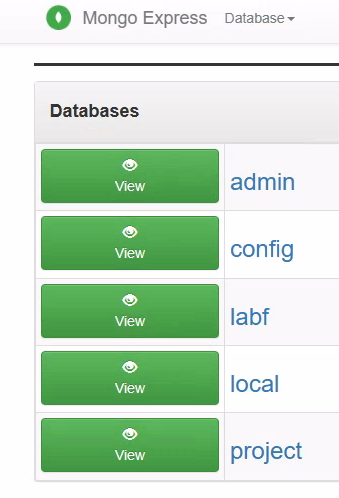 Mongo Express Database
Databases
View admin
View config
View labf
View local
View project